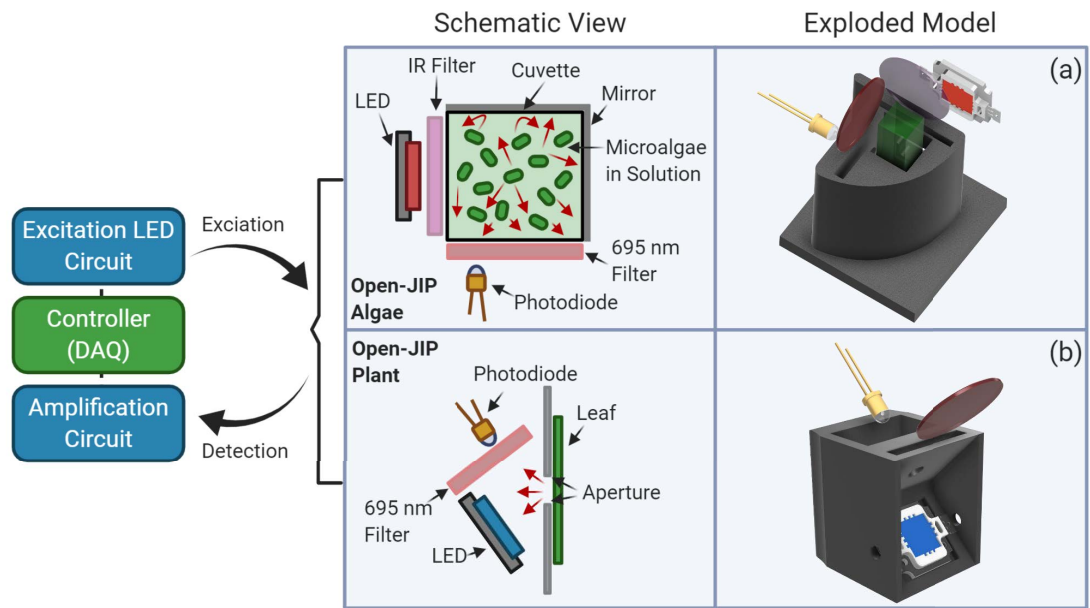 Schematic View
Exploded Model
Excitation LED
Circuit
Controller
(DAQ)
Amplification
Circuit
Exciation
Detection
IR Filter
LED
Cuvette
Mirror
Microalgae
in Solution
695 nm
Filter
Photodiode
Open-JIP
Algae
(a)
Open-JIP
Plant
Photodiode
Leaf
Aperture
695 nm
Filter
LED
(b)